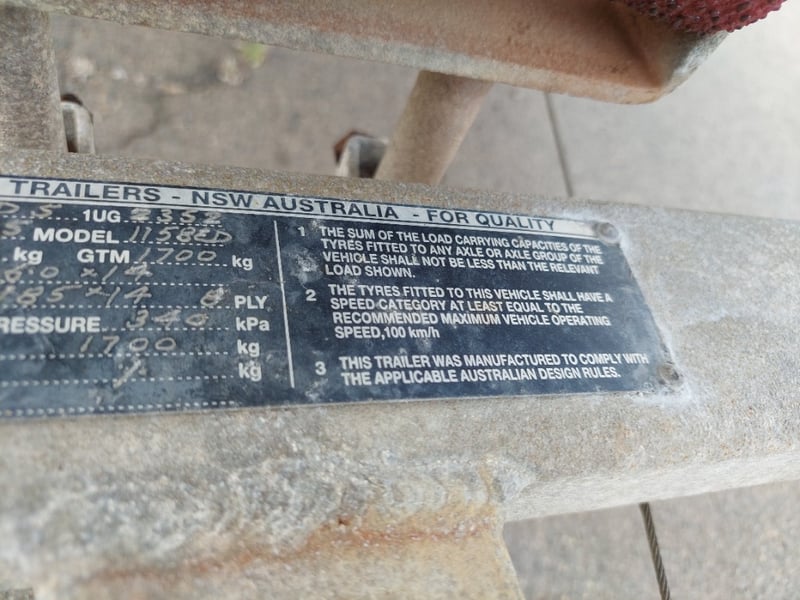 TRAILERS - NSW AUSTRALIA - FOR QUALITY
1UG 2352
MODEL
kg GTM 1700 kg
x14
185x14 8 PLY
RESSURE 340 kPa
1700 kg
kg
1 THE SUM OF THE LOAD CARRYING CAPACITIES OF THE
TYRES FITTED TO ANY AXLE OR AXLE GROUP OF THE
VEHICLE SHALL NOT BE LESS THAN THE RELEVANT
LOAD SHOWN.
2 THE TYRES FITTED TO THIS VEHICLE SHALL HAVE A
SPEED CATEGORY AT LEAST EQUAL TO THE
RECOMMENDED MAXIMUM VEHICLE OPERATING
SPEED,100 km/h
3 THIS TRAILER WAS MANUFACTURED TO COMPLY WITH
THE APPLICABLE AUSTRALIAN DESIGN RULES.